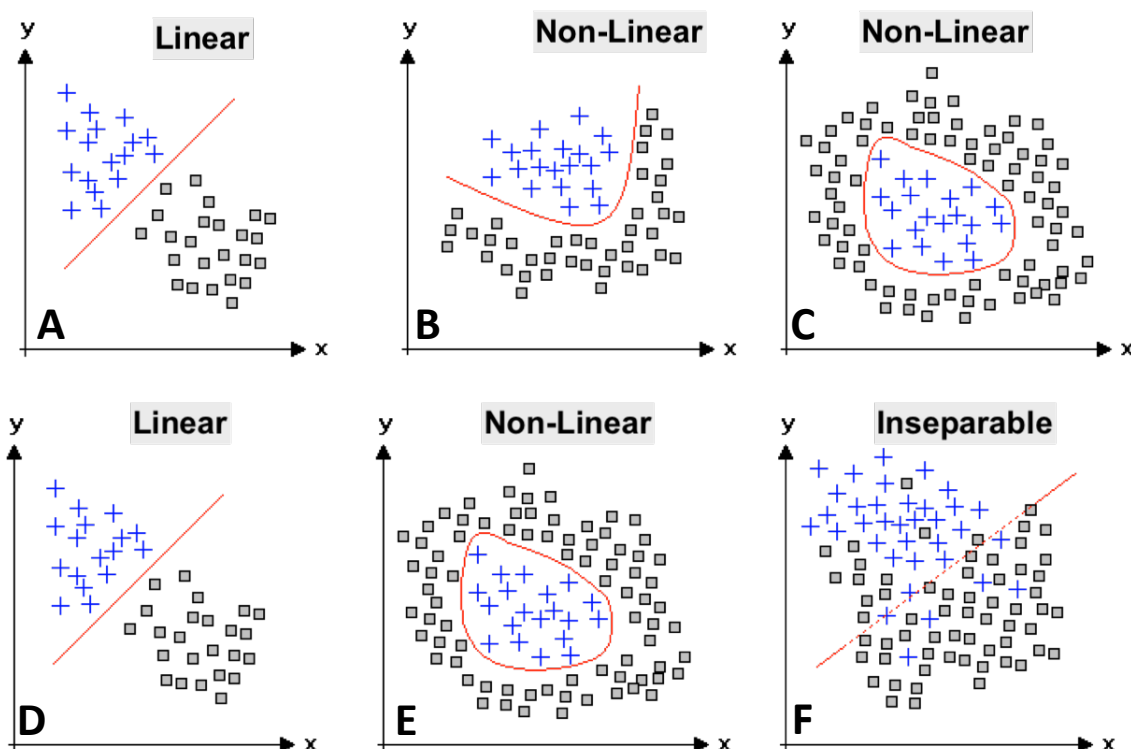 y
Linear
A
x
y
Non-Linear
B
x
y
Non-Linear
C
x
y
Linear
D
x
y
Non-Linear
E
x
y
Inseparable
F
x